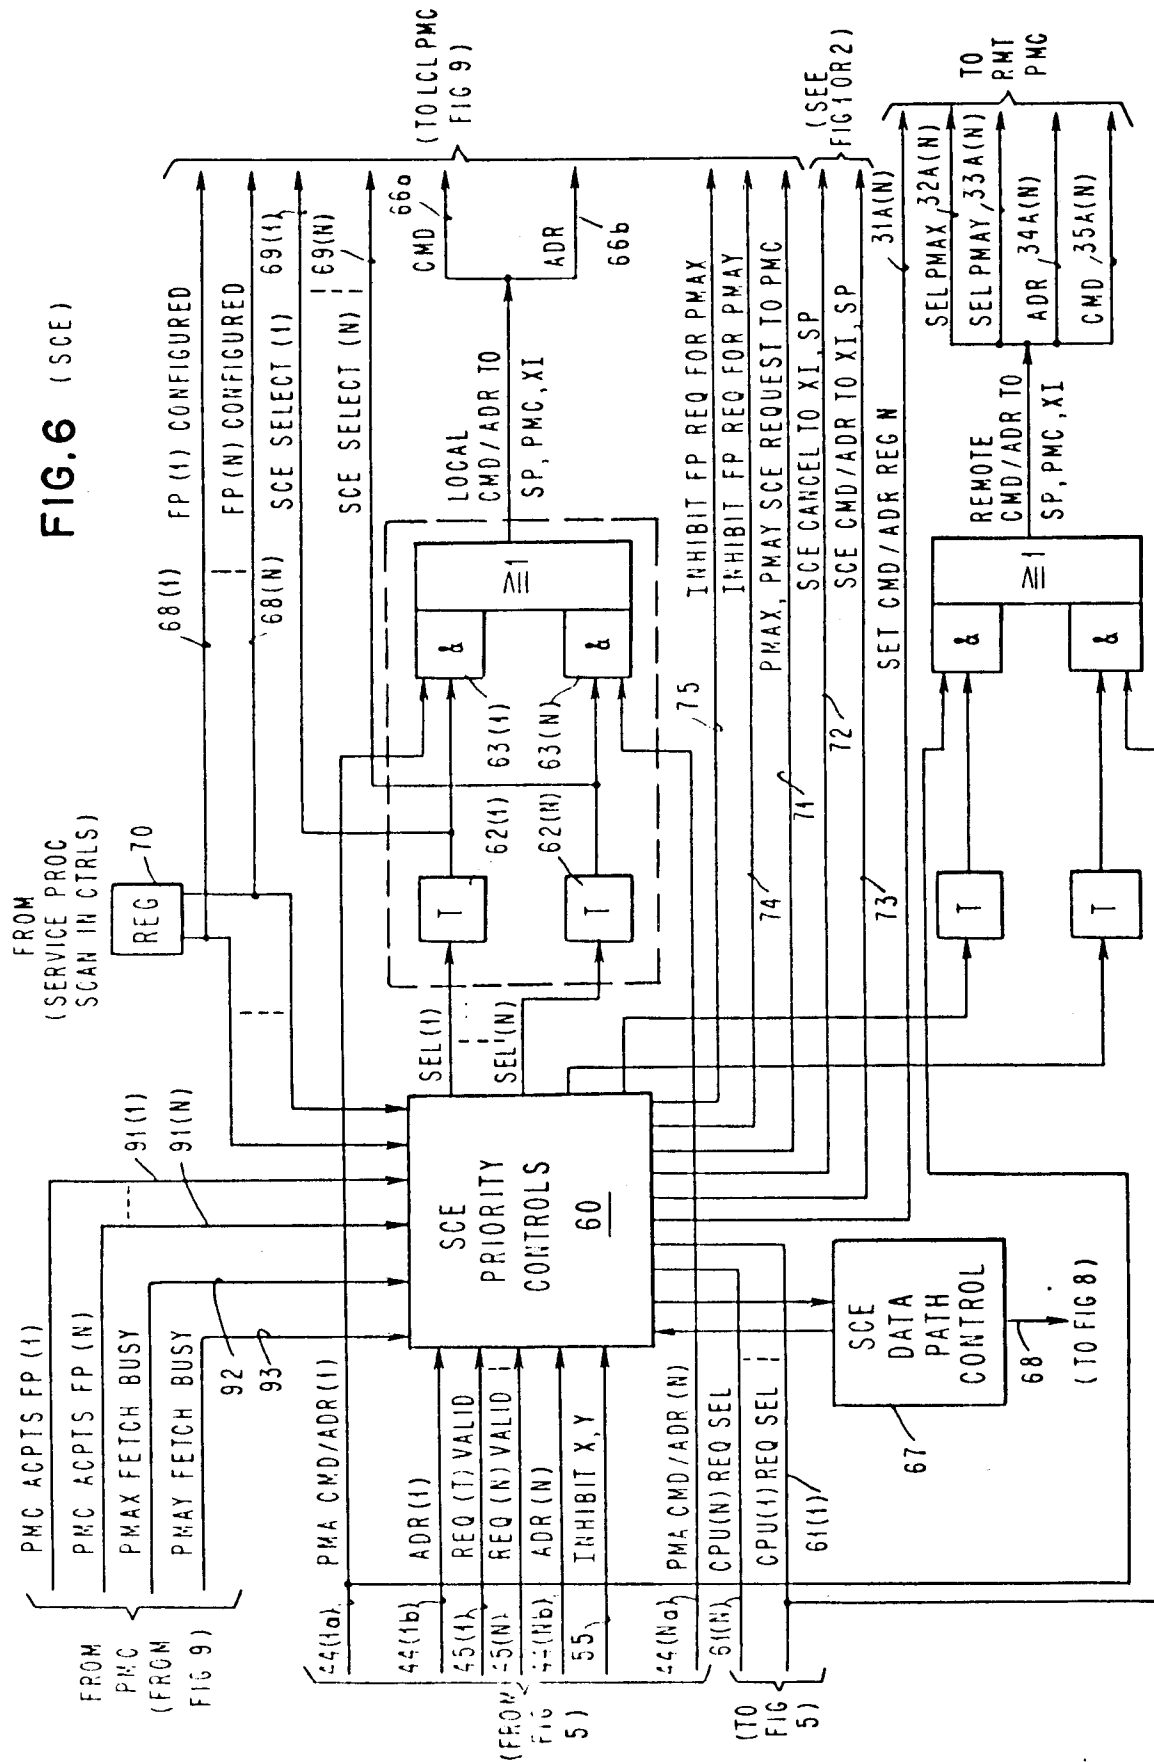 FIG.6 (SCE)
FROM
(SERVICE PROC
SCAN IN CTRLS)
REG
70
PMC ACPTS FP(1)
PMC ACPTS FP(N)
PMAX FETCH BUSY
PMAY FETCH BUSY
(FROM
PMC
(FROM
FIG 9)
91(1)
91(N)
92
93
68(1)
68(N)
FP(1) CONFIGURED
FP(N) CONFIGURED
SCE SELECT (1)
SCE SELECT (N)
69(1)
69(N)
(TO LCL PMC
FIG 9)
CMD
66a
ADR
66b
LOCAL
CMD/ADR TO
SP, PMC, XI
SEL(1)
SEL(N)
T
62(1)
T
62(N)
&
63(1)
&
63(N)
≧1
SCE
PRIORITY
CONTROLS
60
44(1a)
PMA CMD/ADR(1)
44(1b)
ADR(1)
45(1)
REQ(T)VALID
45(N)
REQ(N)VALID
44(Nb)
ADR(N)
55
INHIBIT X,Y
44(Na)
PMA CMD/ADR(N)
61(N)
CPU(N)REQ SEL
CPU(1)REQ SEL
61(1)
(FROM
FIG
5)
(TO
FIG
5)
75
INHIBIT FP REQ FOR PMAX
74
INHIBIT FP REQ FOR PMAY
71
PMAX, PMAY SCE REQUEST TO PMC
72
SCE CANCEL TO XI, SP
73
SCE CMD/ADR TO XI, SP
SET CMD/ADR REG N
31A(N)
(SEE
FIG 1 OR 2)
SCE
DATA
PATH
CONTROL
67
68
(TO FIG 8)
T
T
&
&
≧1
REMOTE
CMD/ADR TO
SP, PMC, XI
SELPMAX
32A(N)
SELPMAY
33A(N)
ADR
34A(N)
CMD
35A(N)
TO
RMT
PMC